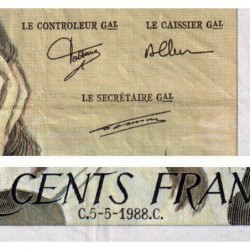 LE CONTROLEUR GAL LE CAISSIER GAL
LE SECRÉTAIRE GAL
CENTS FRAN
C.5-5-1988.C.